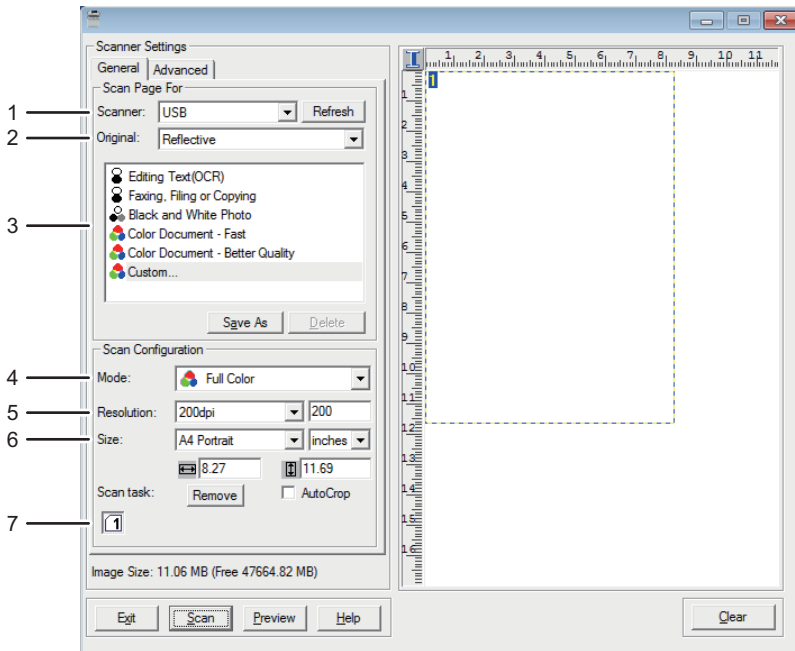 Scanner Settings
General Advanced
Scan Page For
1 Scanner: USB Refresh
2 Original: Reflective
3
Editing Text(OCR)
Faxing, Filing or Copying
Black and White Photo
Color Document - Fast
Color Document - Better Quality
Custom...
Save As Delete
Scan Configuration
4 Mode: Full Color
5 Resolution: 200dpi 200
6 Size: A4 Portrait inches
8.27 11.69
Scan task: Remove AutoCrop
7 1
Image Size: 11.06 MB (Free 47664.82 MB)
Exit Scan Preview Help
1 2 3 4 5 6 7 8 9 10 11
1
1
2
3
4
5
6
7
8
9
10
11
12
13
14
15
16
Clear